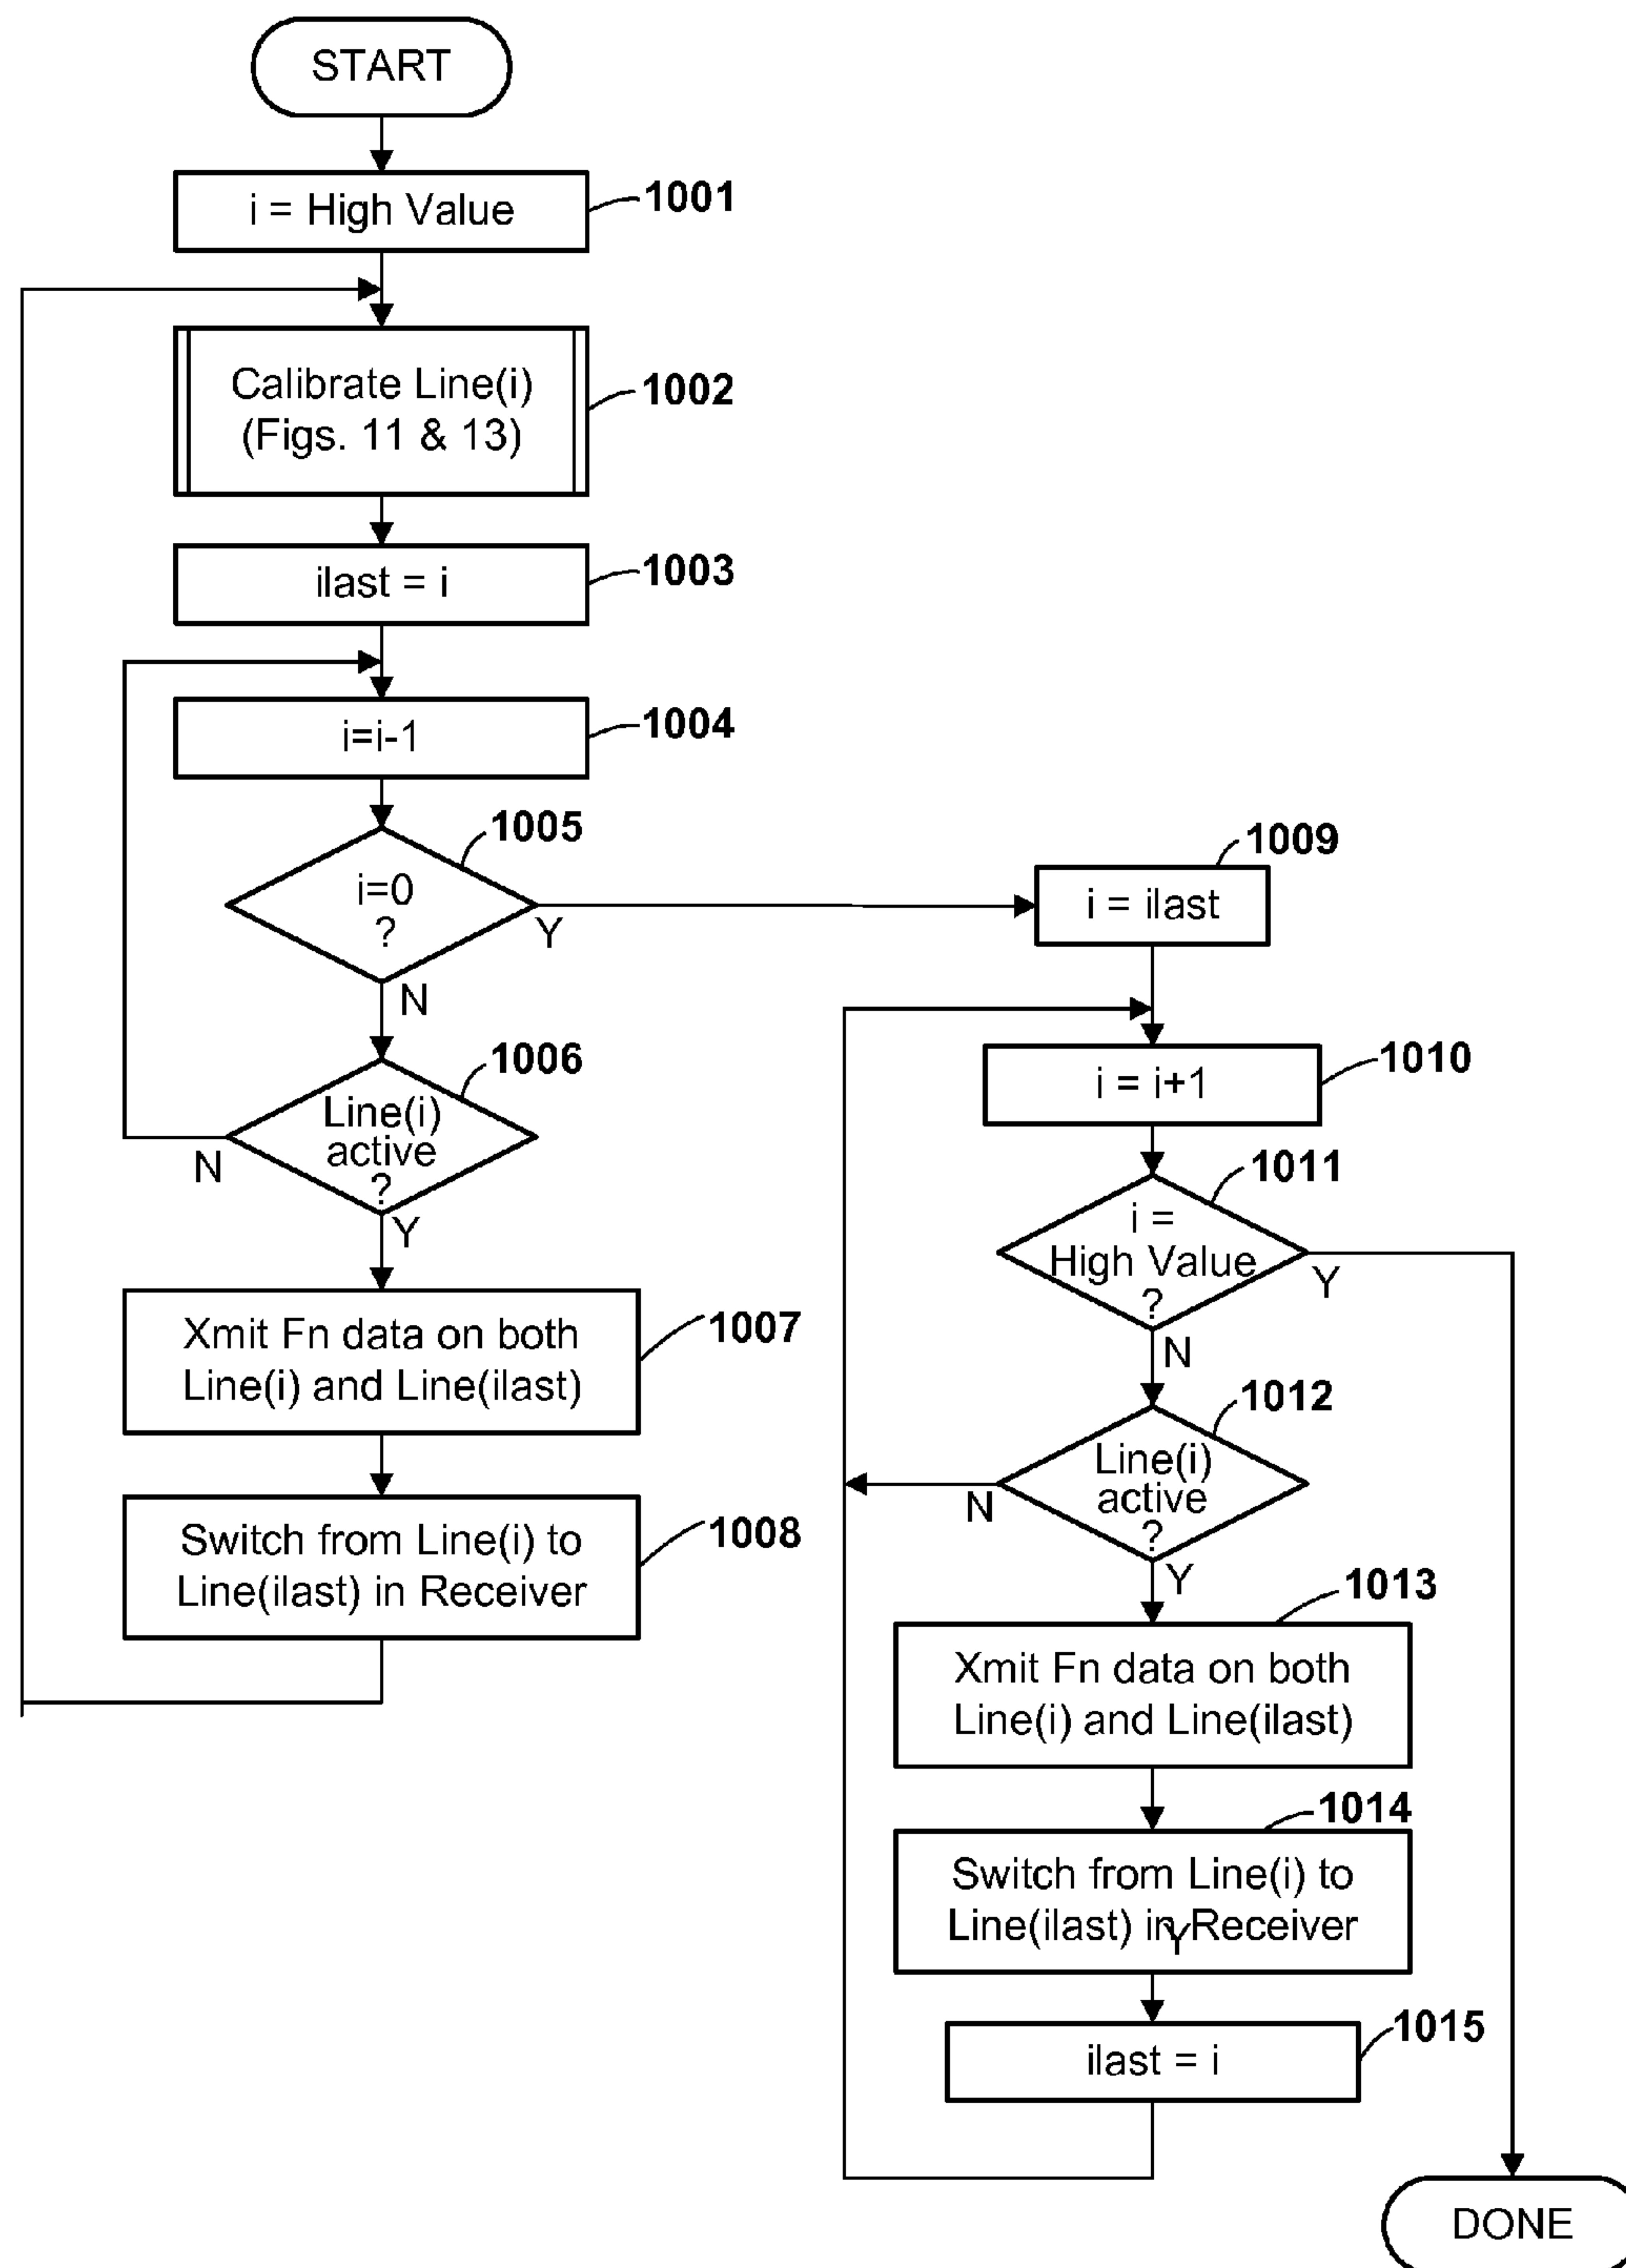 START
i = High Value
1001
Calibrate Line(i)
(Figs. 11 & 13)
1002
ilast = i
1003
i=i-1
1004
1005
i=0
?
Y
N
1006
Line(i)
active
?
N
Y
Xmit Fn data on both
Line(i) and Line(ilast)
1007
Switch from Line(i) to
Line(ilast) in Receiver
1008
1009
i = ilast
i = i+1
1010
1011
i =
High Value
?
Y
N
1012
Line(i)
active
?
N
Y
1013
Xmit Fn data on both
Line(i) and Line(ilast)
1014
Switch from Line(i) to
Line(ilast) in Receiver
Y
1015
ilast = i
DONE